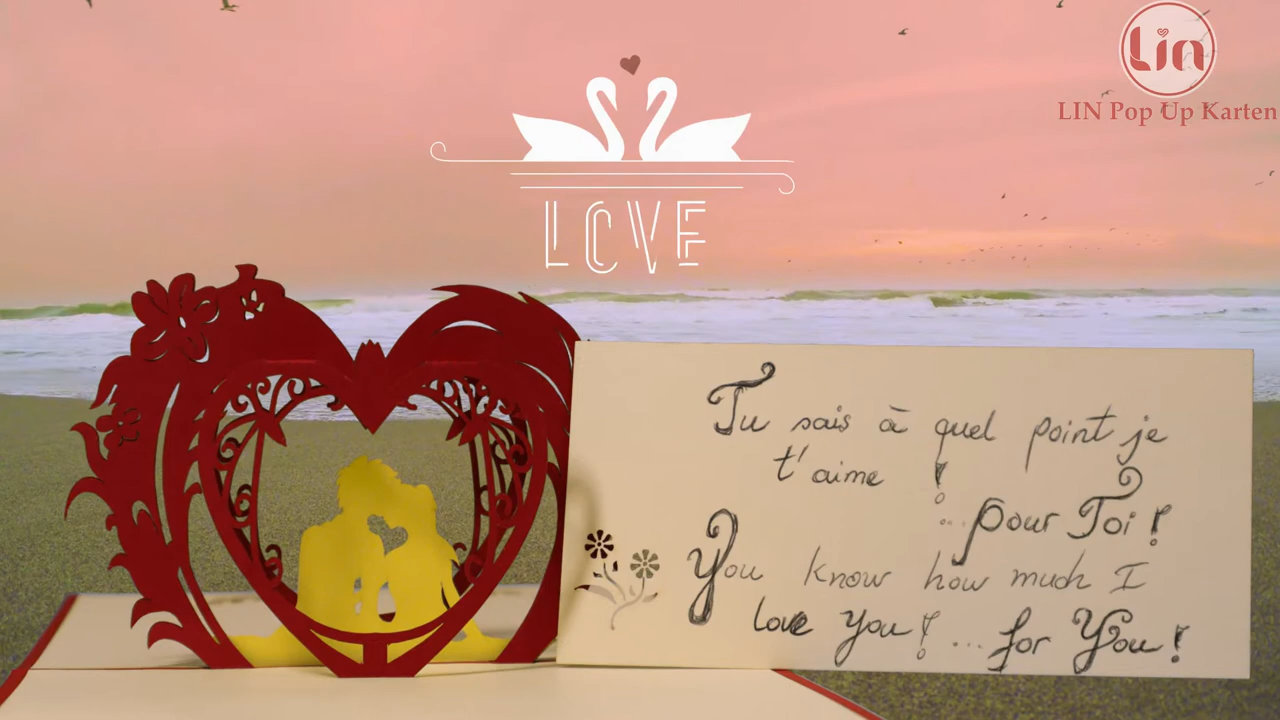 Lin
LIN Pop Up Karten
LOVE
Tu sais à quel point je
t'aime !
... pour Toi !
You know how much I
love You ! ... for You !